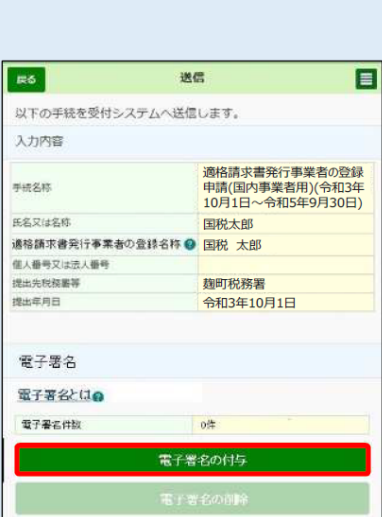 戻る
送信
以下の手続を受付システムへ送信します。
入力内容
手続名称
適格請求書発行事業者の登録
申請(国内事業者用)(令和3年
10月1日～令和5年9月30日)
氏名又は名称
国税太郎
適格請求書発行事業者の登録名称
国税 太郎
個人番号又は法人番号
提出先税務署等
麹町税務署
提出年月日
令和3年10月1日
電子署名
電子署名とは
電子署名件数
0件
電子署名の付与
電子署名の削除